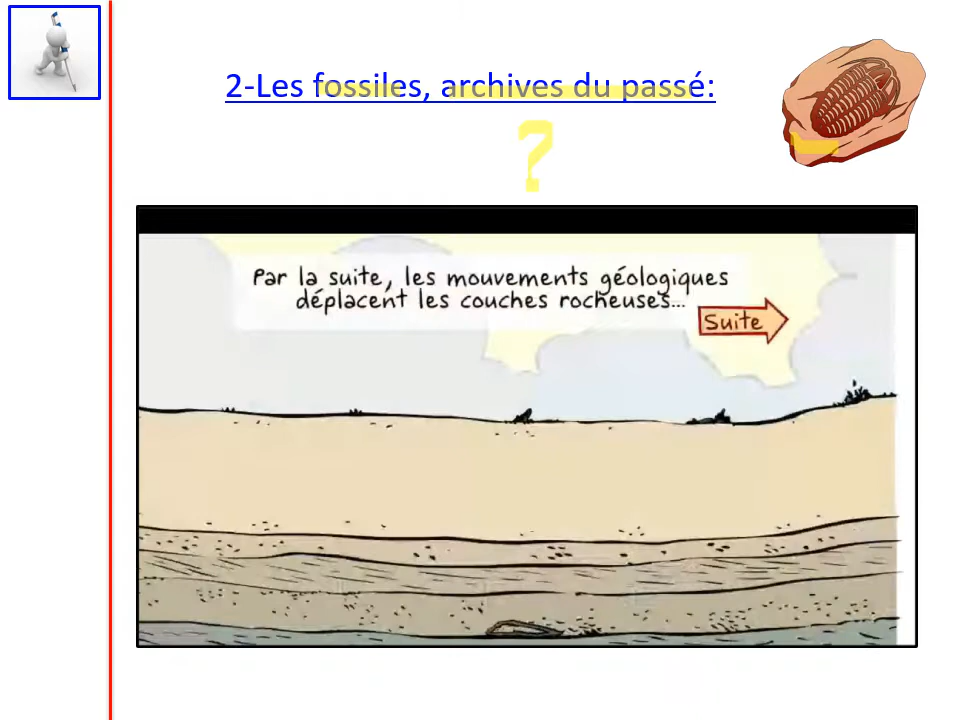 2-Les fossiles, archives du passé:
?
Par la suite, les mouvements géologiques
déplacent les couches rocheuses...
Suite